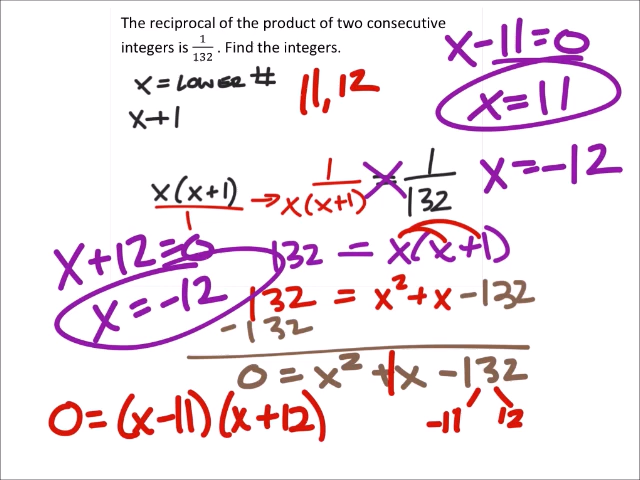 The reciprocal of the product of two consecutive
integers is 1/132 . Find the integers.
x = LOWER #
x+1
11, 12
x-11=0
x=11
x=-12
x(x+1)/1 → 1/x(x+1) = 1/132
x+12=0
x=-12
132 = x(x+1)
132 = x²+x -132
-132
0 = x² +1x -132
-11 12
0=(x-11)(x+12)